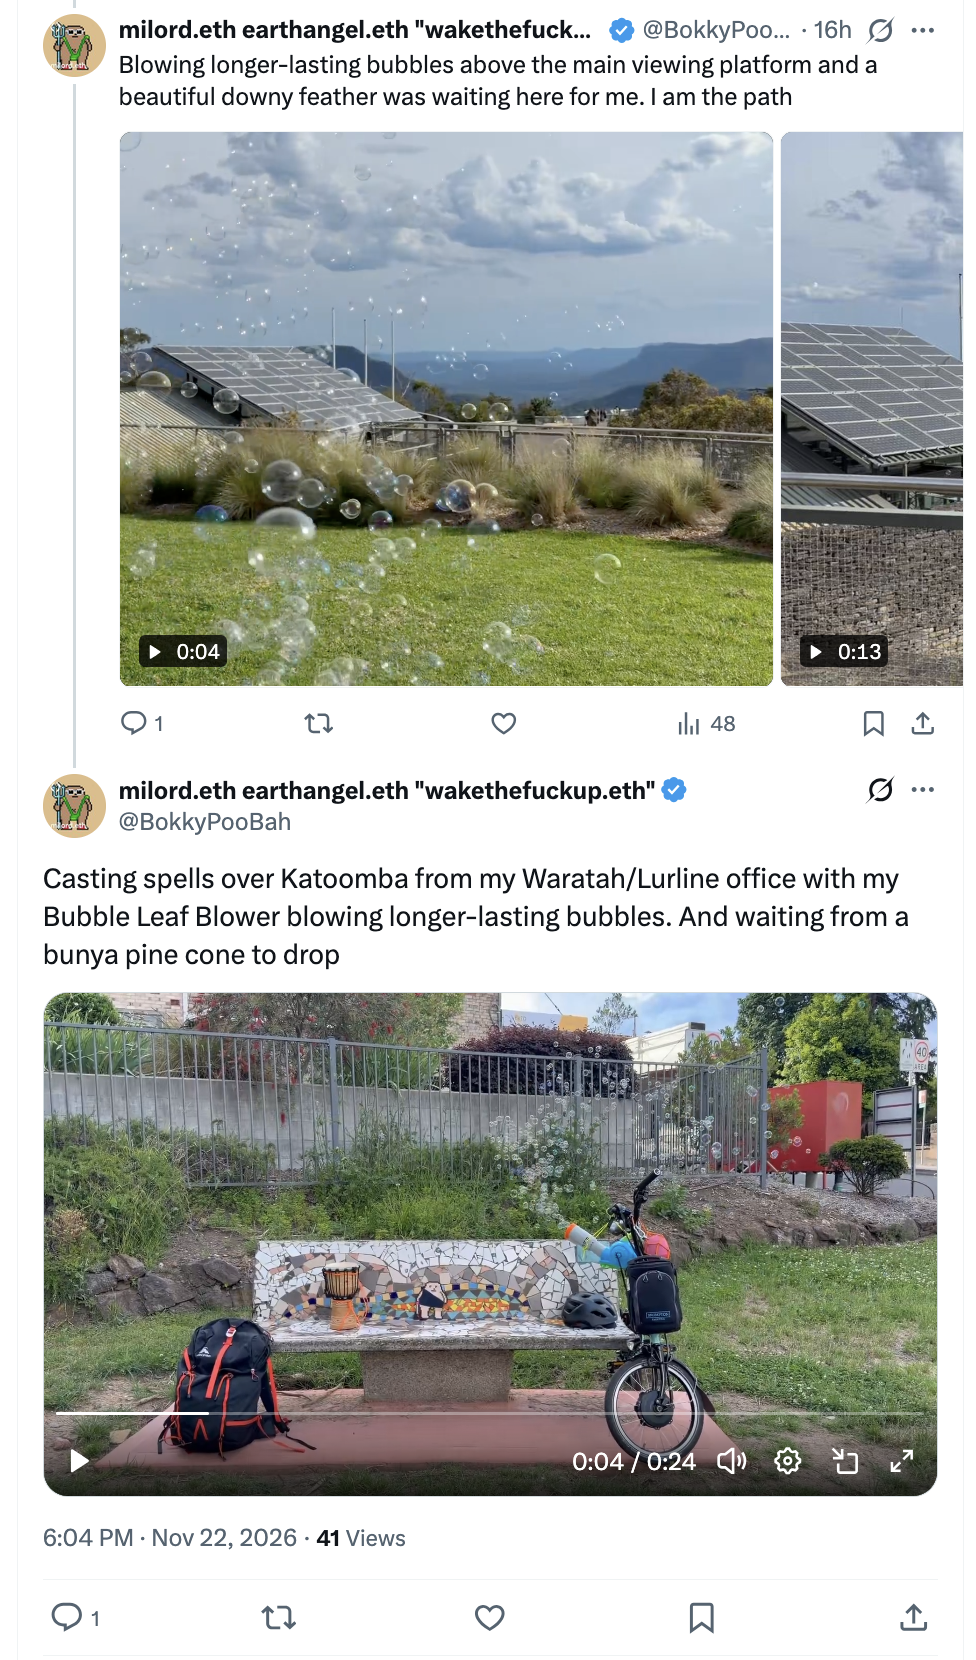 milord.eth earthangel.eth "wakethefuck... @BokkyPoo... · 16h
Blowing longer-lasting bubbles above the main viewing platform and a
beautiful downy feather was waiting here for me. I am the path
0:04
0:13
1
48
milord.eth earthangel.eth "wakethefuckup.eth"
@BokkyPooBah
Casting spells over Katoomba from my Waratah/Lurline office with my
Bubble Leaf Blower blowing longer-lasting bubbles. And waiting from a
bunya pine cone to drop
40
AREA
0:04 / 0:24
6:04 PM · Nov 22, 2026 · 41 Views
1